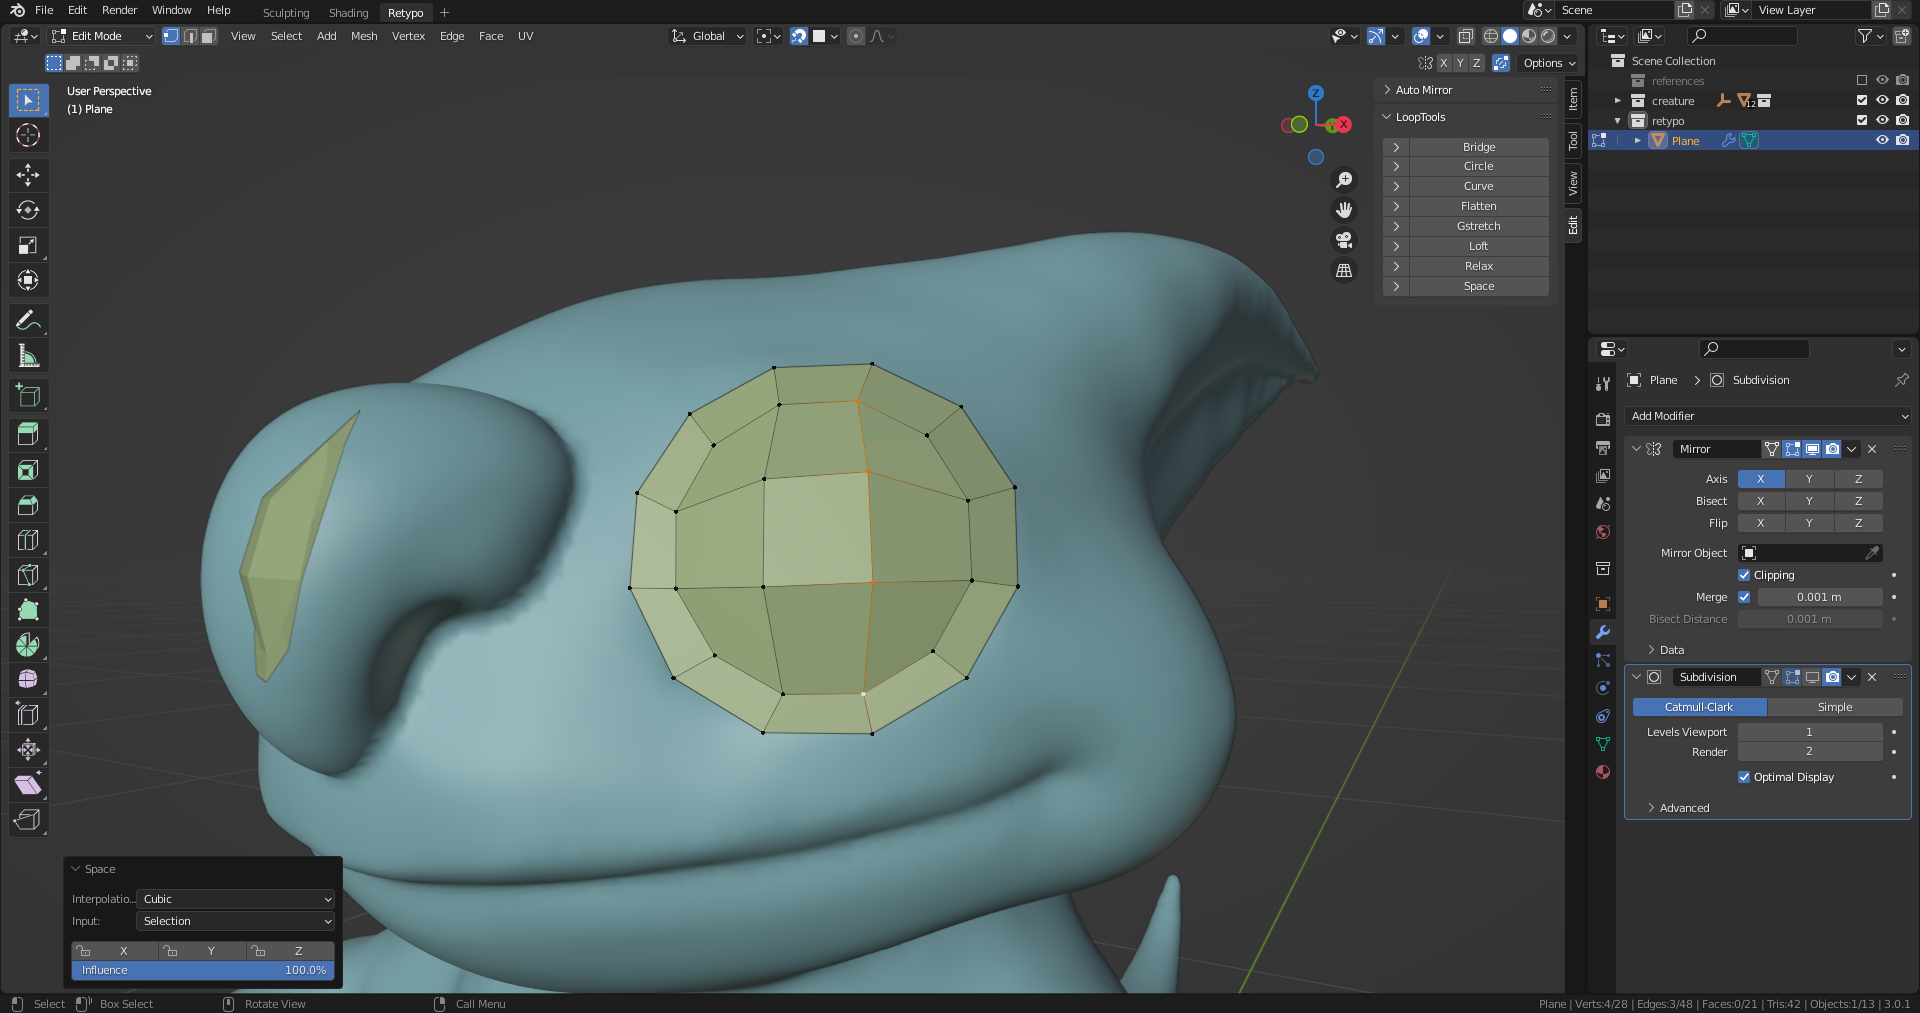 File Edit Render Window Help Sculpting Shading Retypo + Scene View Layer
Edit Mode View Select Add Mesh Vertex Edge Face UV Global
X Y Z Options
User Perspective
(1) Plane
Z
X
Auto Mirror
LoopTools
Bridge
Circle
Curve
Flatten
Gstretch
Loft
Relax
Space
Item
Tool
View
Edit
Scene Collection
references
creature 12
retypo
Plane
Plane > Subdivision
Add Modifier
Mirror
Axis X Y Z
Bisect X Y Z
Flip X Y Z
Mirror Object
Clipping
Merge 0.001 m
Bisect Distance 0.001 m
Data
Subdivision
Catmull-Clark Simple
Levels Viewport 1
Render 2
Optimal Display
Advanced
Space
Interpolatio... Cubic
Input: Selection
X Y Z
Influence 100.0%
Select Box Select Rotate View Call Menu
Plane | Verts:4/28 | Edges:3/48 | Faces:0/21 | Tris:42 | Objects:1/13 | 3.0.1